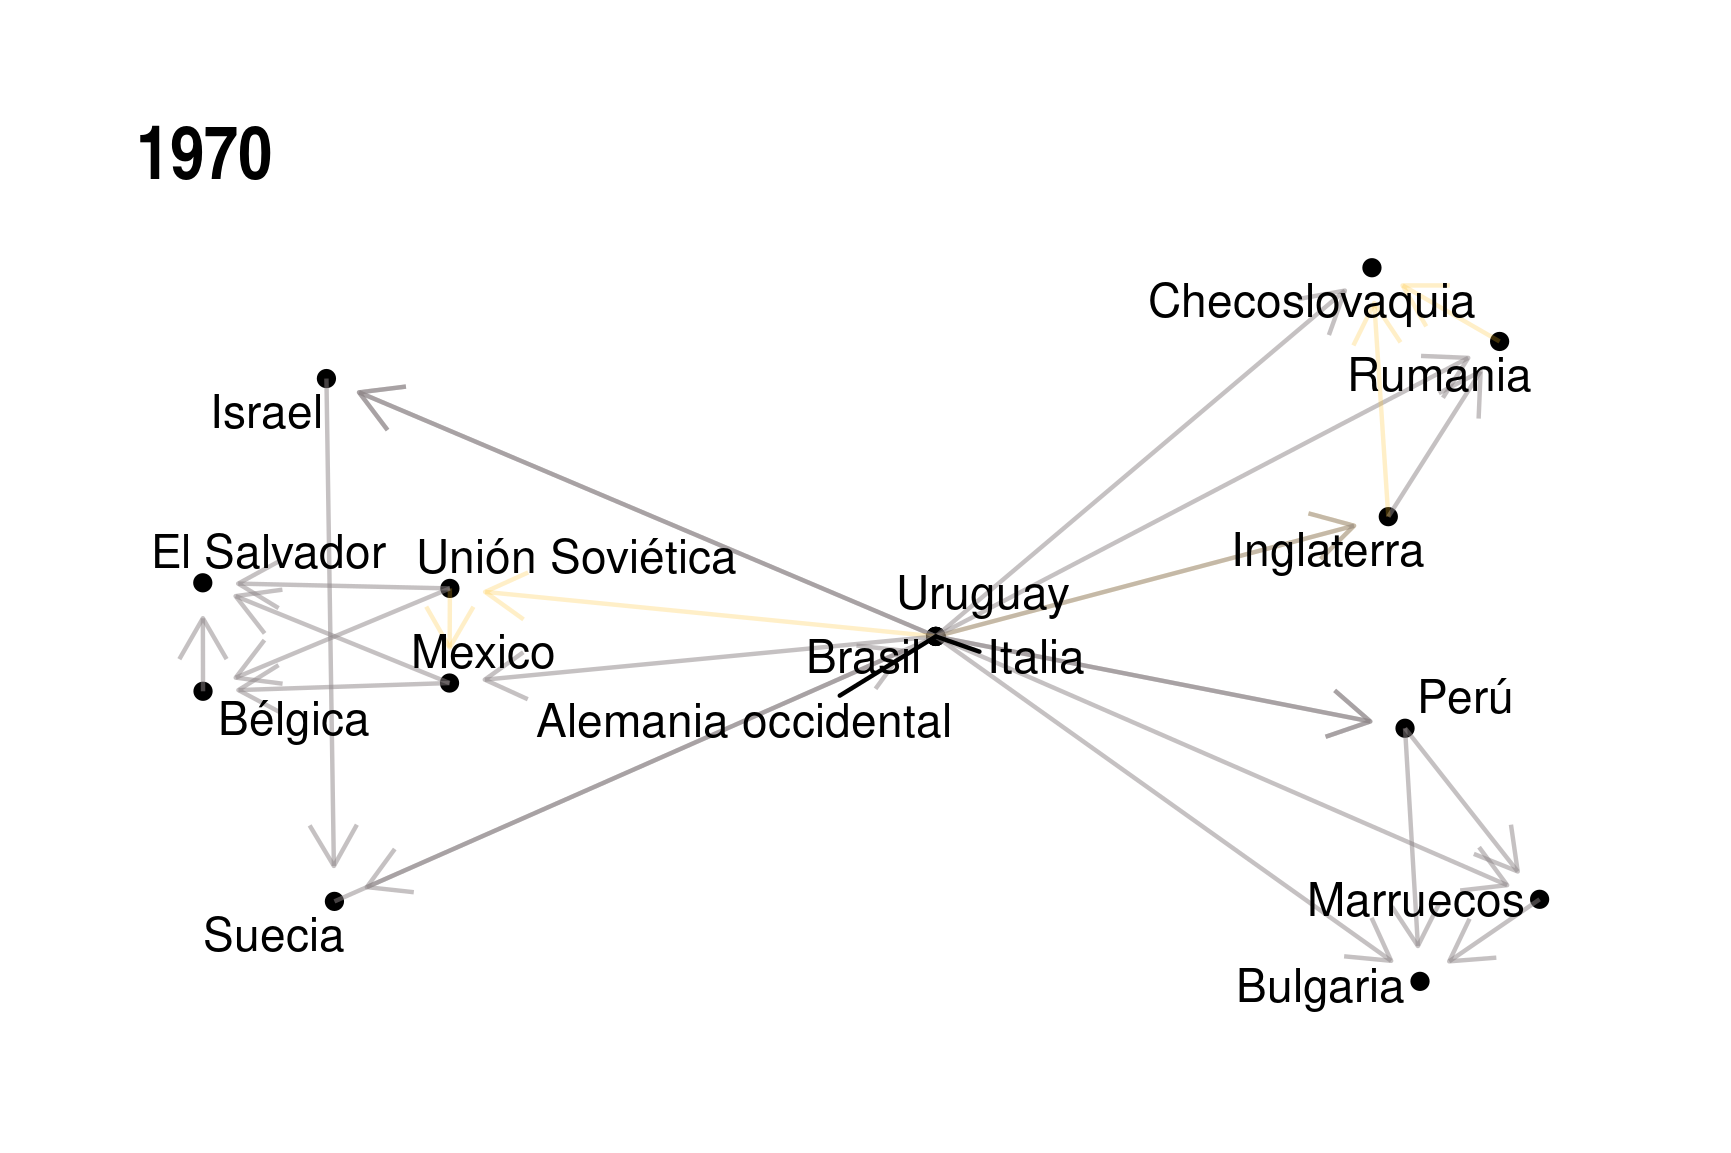 1970
Checoslovaquia
Rumania
Israel
El Salvador
Unión Soviética
Inglaterra
Uruguay
Mexico
Brasil
Italia
Bélgica
Alemania occidental
Perú
Marruecos
Suecia
Bulgaria